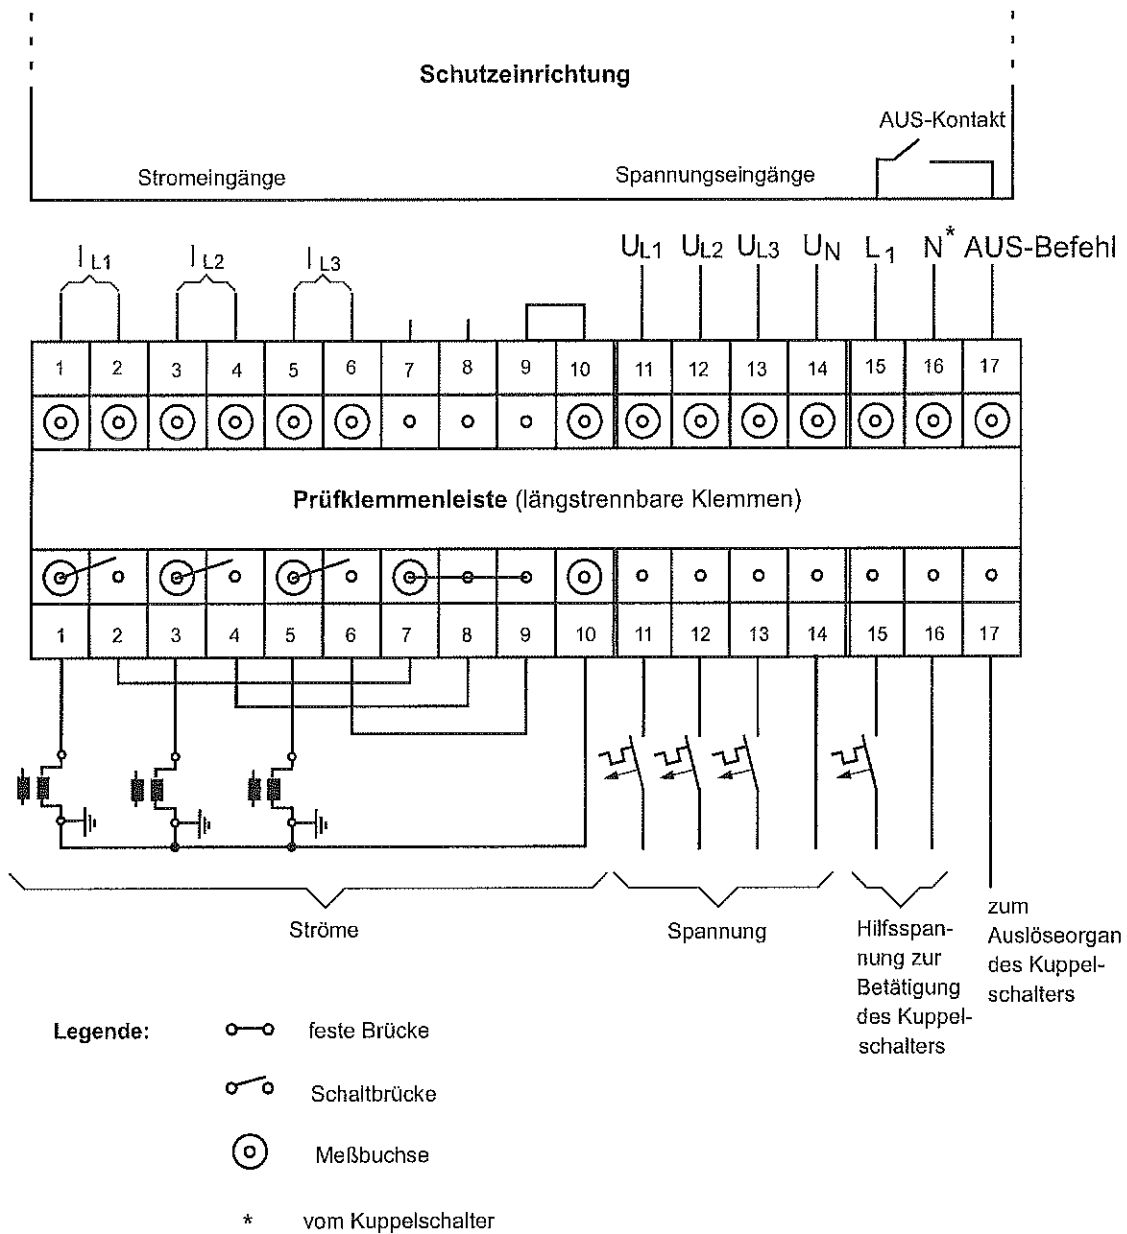 Schutzeinrichtung
AUS-Kontakt
Stromeingänge
Spannungseingänge
I L1 I L2 I L3
UL1 UL2 UL3 UN L1 N* AUS-Befehl
1 2 3 4 5 6 7 8 9 10 11 12 13 14 15 16 17
Prüfklemmenleiste (längstrennbare Klemmen)
1 2 3 4 5 6 7 8 9 10 11 12 13 14 15 16 17
Ströme
Spannung
Hilfsspan-
nung zur
Betätigung
des Kuppel-
schalters
zum
Auslöseorgan
des Kuppel-
schalters
Legende:
feste Brücke
Schaltbrücke
Meßbuchse
* vom Kuppelschalter